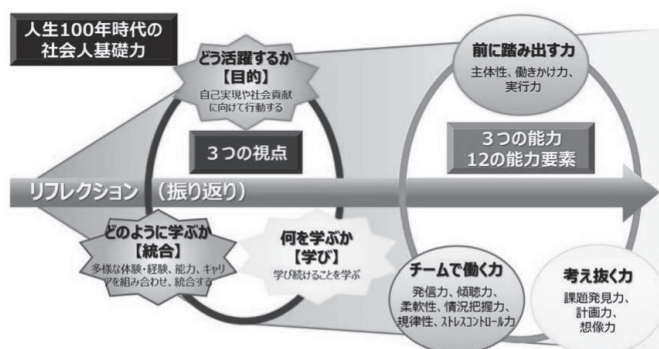 人生100年時代の
社会人基礎力
どう活躍するか
【目的】
自己実現や社会貢献
に向けて行動する
3つの視点
リフレクション（振り返り）
どのように学ぶか
【統合】
多様な体験・経験、能力、キャリ
アを組み合わせ、統合する
何を学ぶか
【学び】
学び続けることを学ぶ
前に踏み出す力
主体性、働きかけ力、
実行力
3つの能力
12の能力要素
チームで働く力
発信力、傾聴力、
柔軟性、情況把握力、
規律性、ストレスコントロール力
考え抜く力
課題発見力、
計画力、
想像力